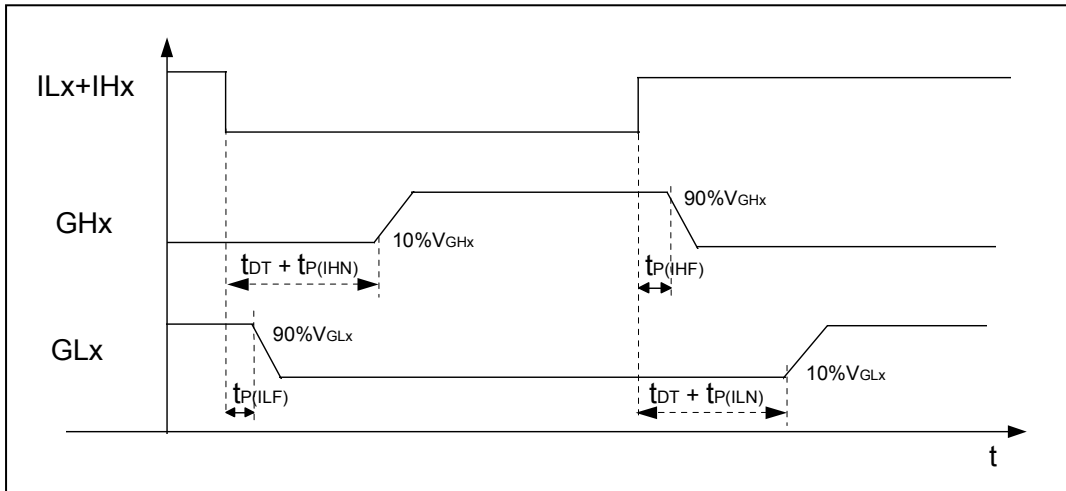 ILx+IHx
GHx
90%VGHx
10%VGHx
tDT + tP(IHN)
tP(IHF)
GLx
90%VGLx
10%VGLx
tP(ILF)
tDT + tP(ILN)
t